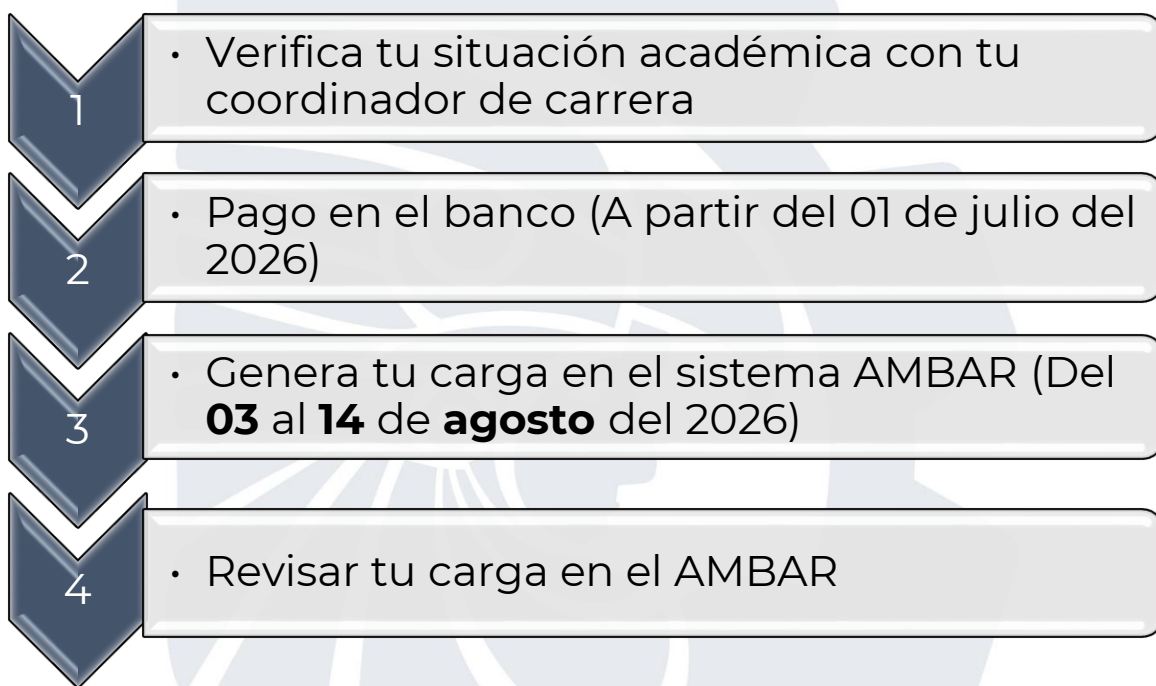 1
• Verifica tu situación académica con tu
coordinador de carrera
2
• Pago en el banco (A partir del 01 de julio del
2026)
3
• Genera tu carga en el sistema AMBAR (Del
03 al 14 de agosto del 2026)
4
• Revisar tu carga en el AMBAR